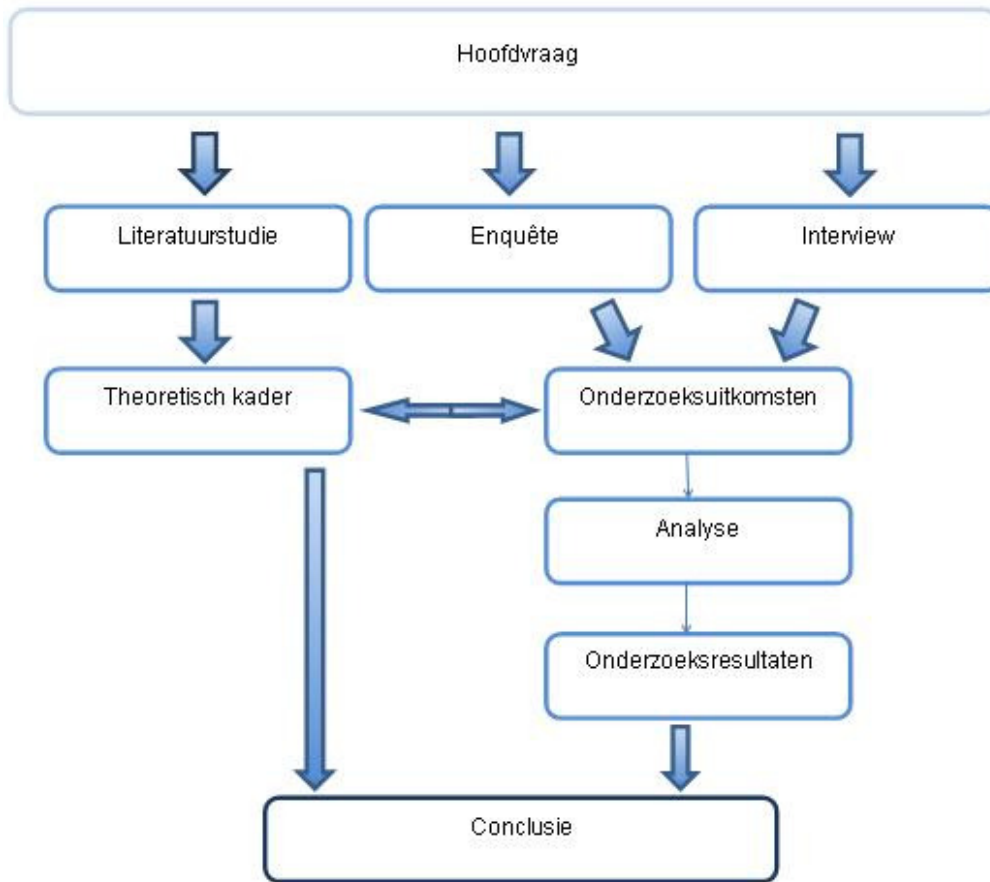 Hoofdvraag
Literatuurstudie
Enquête
Interview
Theoretisch kader
Onderzoeksuitkomsten
Analyse
Onderzoeksresultaten
Conclusie